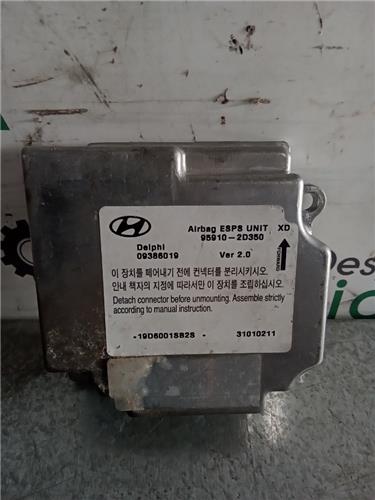 Airbag ESPS UNIT XD
95910-2D350
Delphi
09386019
Ver 2.0
FORWARD
이 장치를 떼어내기 전에 컨넥터를 분리시키시오.
안내 책자의 지정에 따라서만 이 장치를 조립하십시오.
Detach connector before unmounting. Assemble strictly
according to manual instruction.
-19D6001SB2S - 31010211